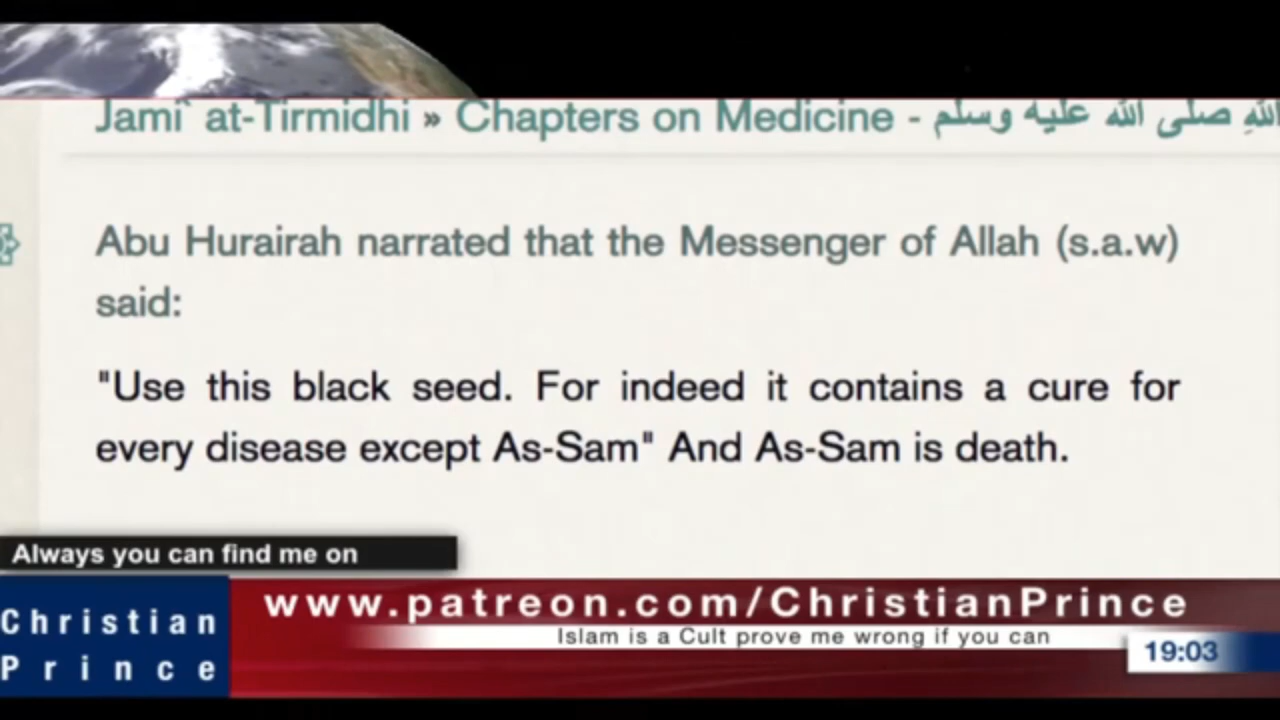 Jami` at-Tirmidhi » Chapters on Medicine - اللهِ صلى الله عليه وسلم
Abu Hurairah narrated that the Messenger of Allah (s.a.w)
said:
"Use this black seed. For indeed it contains a cure for
every disease except As-Sam" And As-Sam is death.
Always you can find me on
www.patreon.com/ChristianPrince
Christian
Prince
Islam is a Cult prove me wrong if you can
19:03